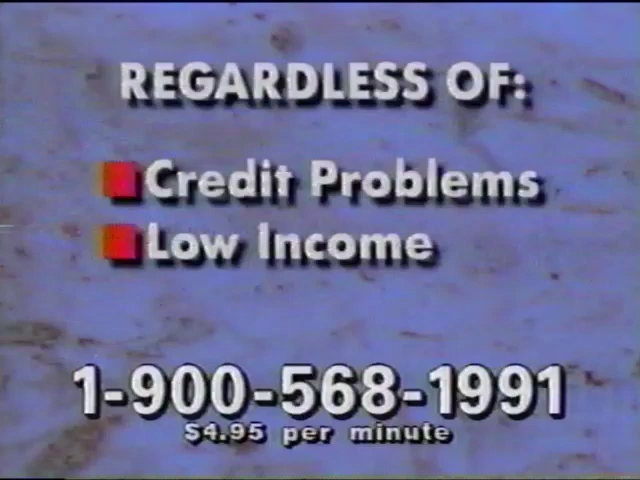 REGARDLESS OF:
Credit Problems
Low Income
1-900-568-1991
$4.95 per minute